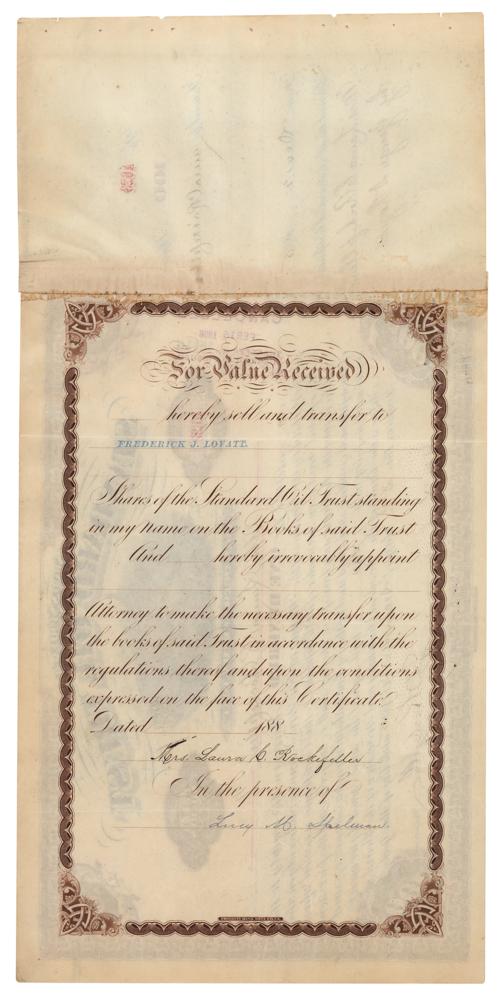 For Value Received
hereby sell and transfer to
FREDERICK J. LOVATT.
Shares of the Standard Oil Trust standing
in my name on the Books of said Trust
And hereby irrevocably appoint
Attorney to make the necessary transfer upon
the books of said Trust in accordance with the
regulations thereof and upon the conditions
expressed on the face of this Certificate.
Dated 188
Mrs Laura C Rockefeller
In the presence of
Lucy M. Spelman.